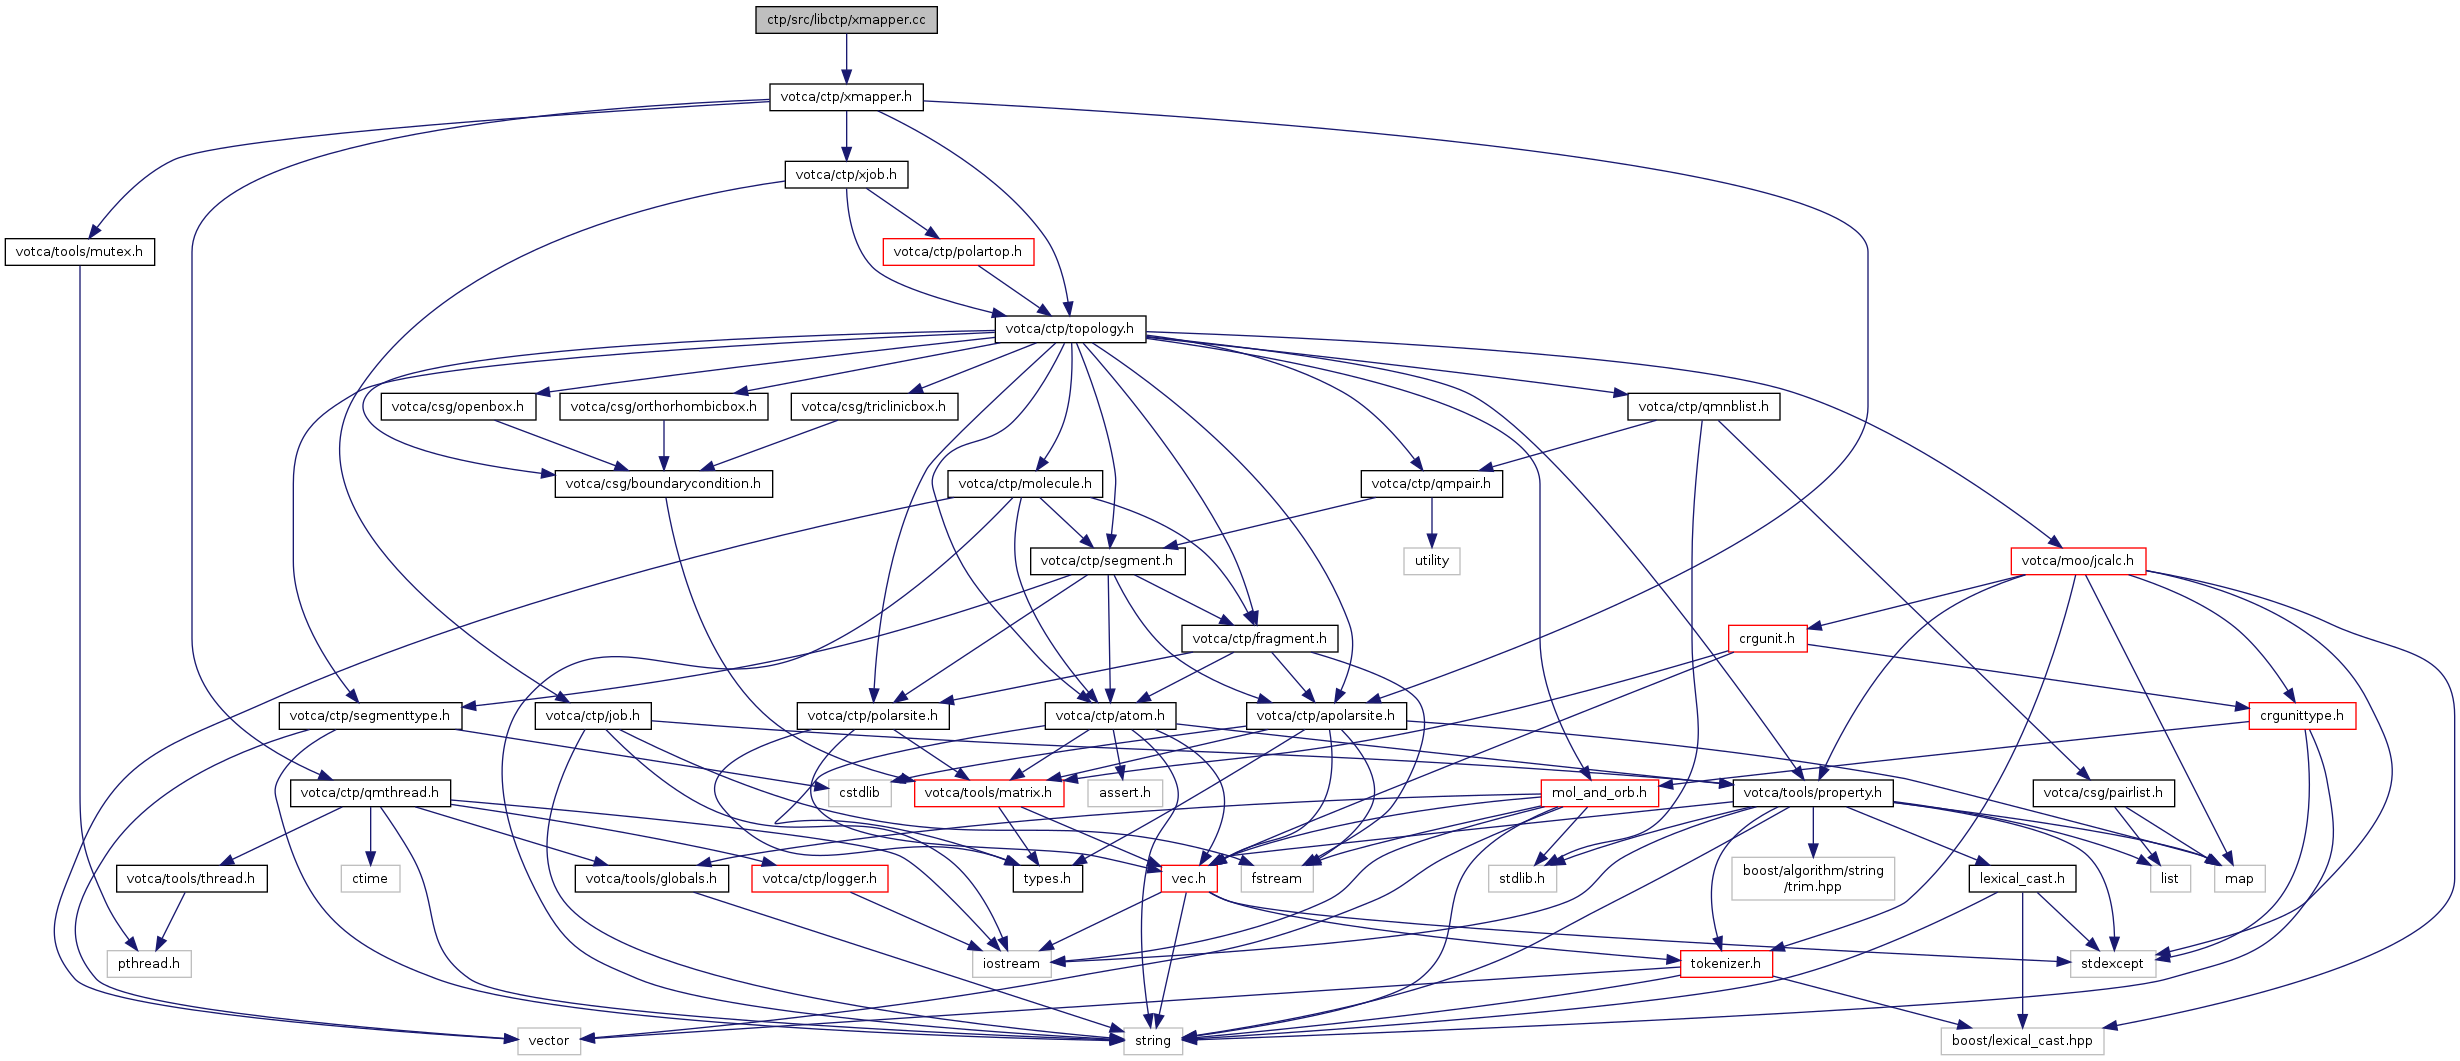 ctp/src/libctp/xmapper.cc
votca/ctp/xmapper.h
votca/ctp/xjob.h
votca/tools/mutex.h
votca/ctp/polartop.h
votca/ctp/topology.h
votca/csg/openbox.h
votca/csg/orthorhombicbox.h
votca/csg/triclinicbox.h
votca/ctp/qmnblist.h
votca/csg/boundarycondition.h
votca/ctp/molecule.h
votca/ctp/qmpair.h
votca/ctp/segment.h
utility
votca/moo/jcalc.h
votca/ctp/fragment.h
crgunit.h
votca/ctp/segmenttype.h
votca/ctp/job.h
votca/ctp/polarsite.h
votca/ctp/atom.h
votca/ctp/apolarsite.h
crgunittype.h
votca/ctp/qmthread.h
cstdlib
votca/tools/matrix.h
assert.h
mol_and_orb.h
votca/tools/property.h
votca/csg/pairlist.h
votca/tools/thread.h
ctime
votca/tools/globals.h
votca/ctp/logger.h
types.h
vec.h
fstream
stdlib.h
boost/algorithm/string
/trim.hpp
lexical_cast.h
list
map
pthread.h
iostream
tokenizer.h
stdexcept
vector
string
boost/lexical_cast.hpp